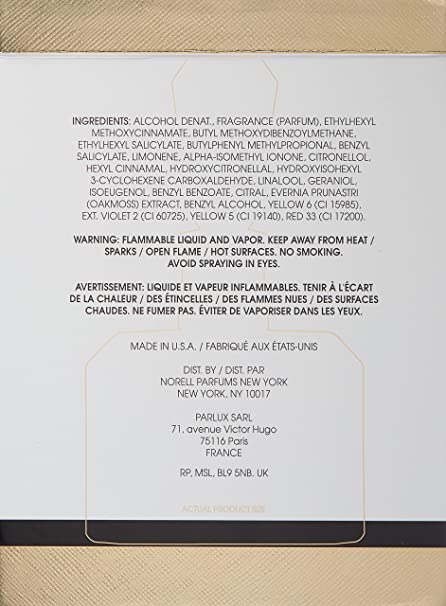 INGREDIENTS: ALCOHOL DENAT., FRAGRANCE (PARFUM), ETHYLHEXYL
METHOXYCINNAMATE, BUTYL METHOXYDIBENZOYLMETHANE,
ETHYLHEXYL SALICYLATE, BUTYLPHENYL METHYLPROPIONAL, BENZYL
SALICYLATE, LIMONENE, ALPHA-ISOMETHYL IONONE, CITRONELLOL,
HEXYL CINNAMAL, HYDROXYCITRONELLAL, HYDROXYISOHEXYL
3-CYCLOHEXENE CARBOXALDEHYDE, LINALOOL, GERANIOL,
ISOEUGENOL, BENZYL BENZOATE, CITRAL, EVERNIA PRUNASTRI
(OAKMOSS) EXTRACT, BENZYL ALCOHOL, YELLOW 6 (CI 15985),
EXT. VIOLET 2 (CI 60725), YELLOW 5 (CI 19140), RED 33 (CI 17200).
WARNING: FLAMMABLE LIQUID AND VAPOR. KEEP AWAY FROM HEAT /
SPARKS / OPEN FLAME / HOT SURFACES. NO SMOKING.
AVOID SPRAYING IN EYES.
AVERTISSEMENT: LIQUIDE ET VAPEUR INFLAMMABLES. TENIR À L'ÉCART
DE LA CHALEUR / DES ÉTINCELLES / DES FLAMMES NUES / DES SURFACES
CHAUDES. NE FUMER PAS. ÉVITER DE VAPORISER DANS LES YEUX.
MADE IN U.S.A. / FABRIQUÉ AUX ÉTATS-UNIS
DIST. BY / DIST. PAR
NORELL PARFUMS NEW YORK
NEW YORK, NY 10017
PARLUX SARL
71, avenue Victor Hugo
75116 Paris
FRANCE
RP, MSL, BL9 5NB. UK
ACTUAL PRODUCT SIZE